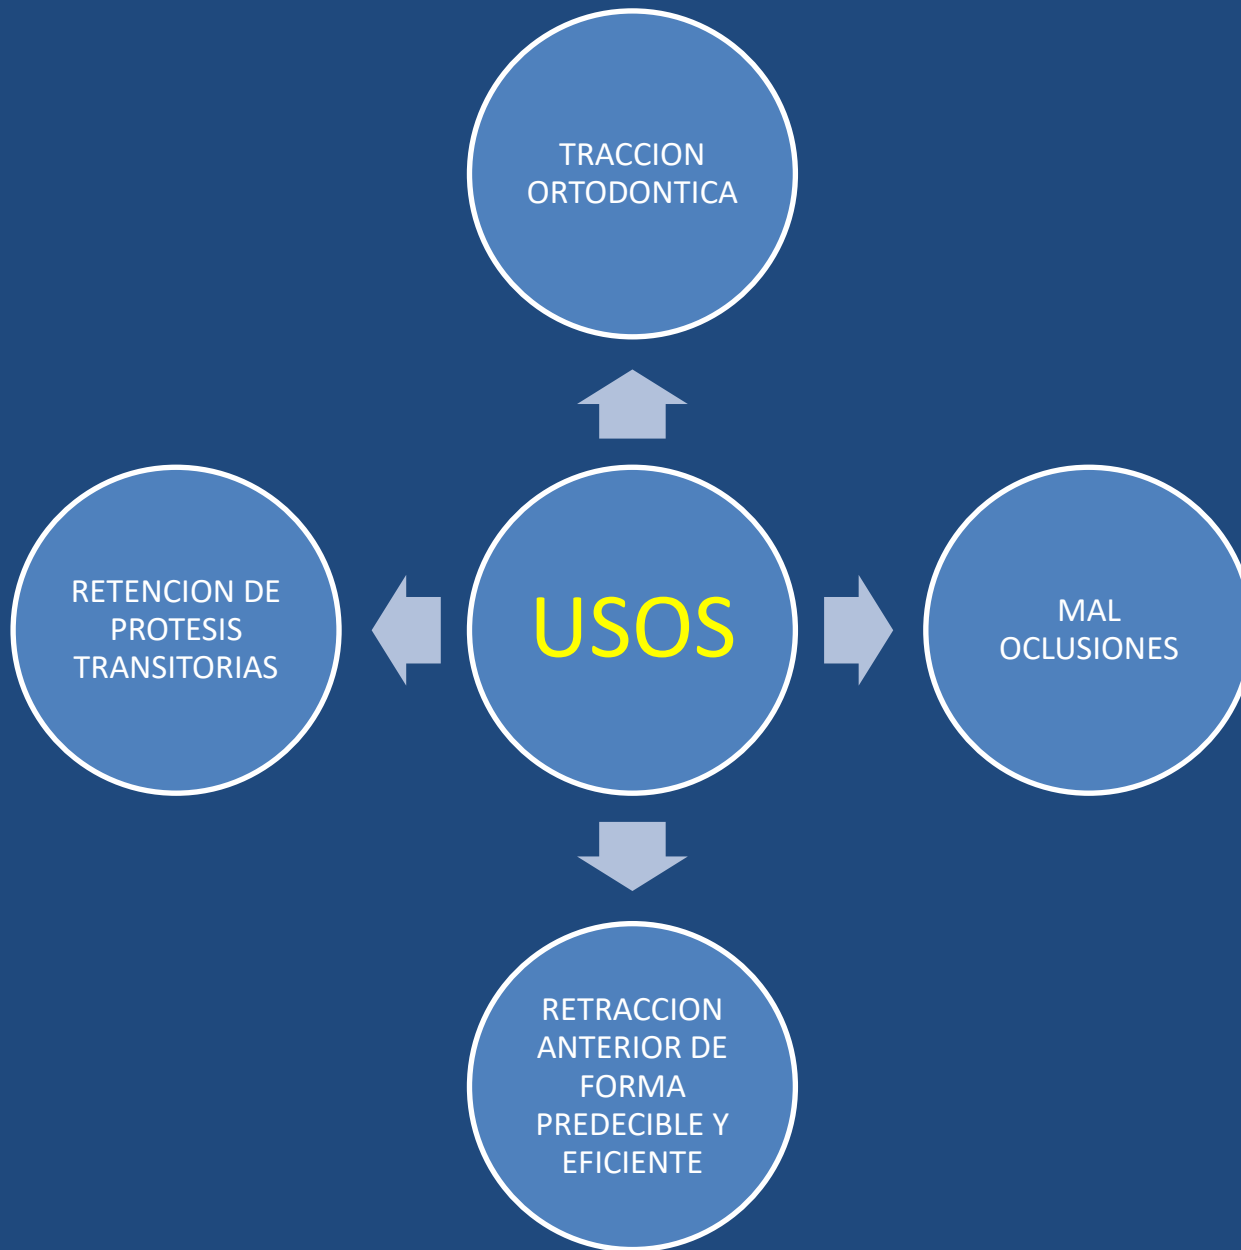 TRACCION
ORTODONTICA
RETENCION DE
PROTESIS
TRANSITORIAS
USOS
MAL
OCLUSIONES
RETRACCION
ANTERIOR DE
FORMA
PREDECIBLE Y
EFICIENTE